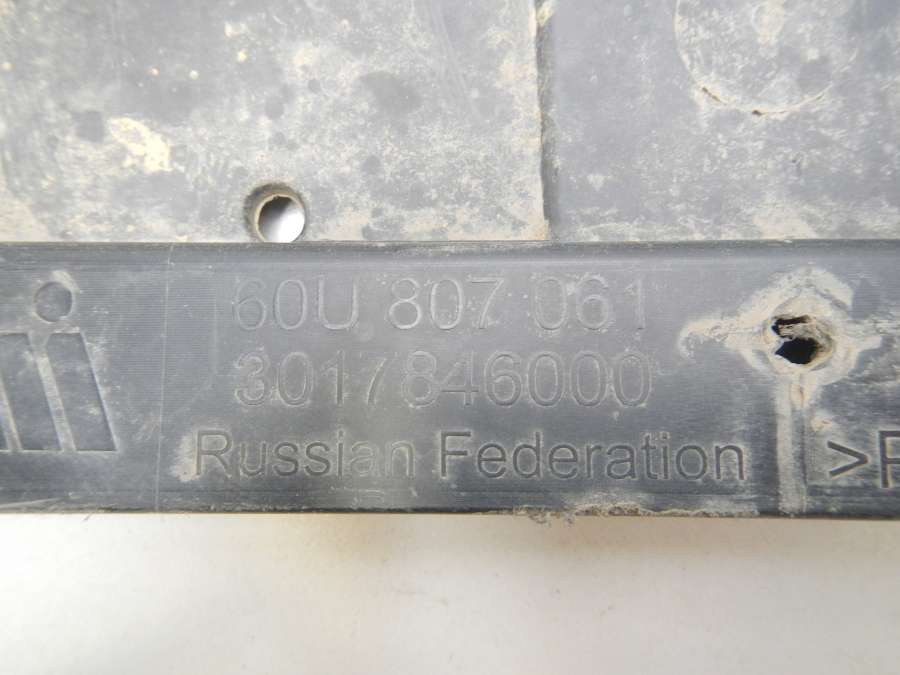 60U 807 061
3017846000
Russian Federation
>P